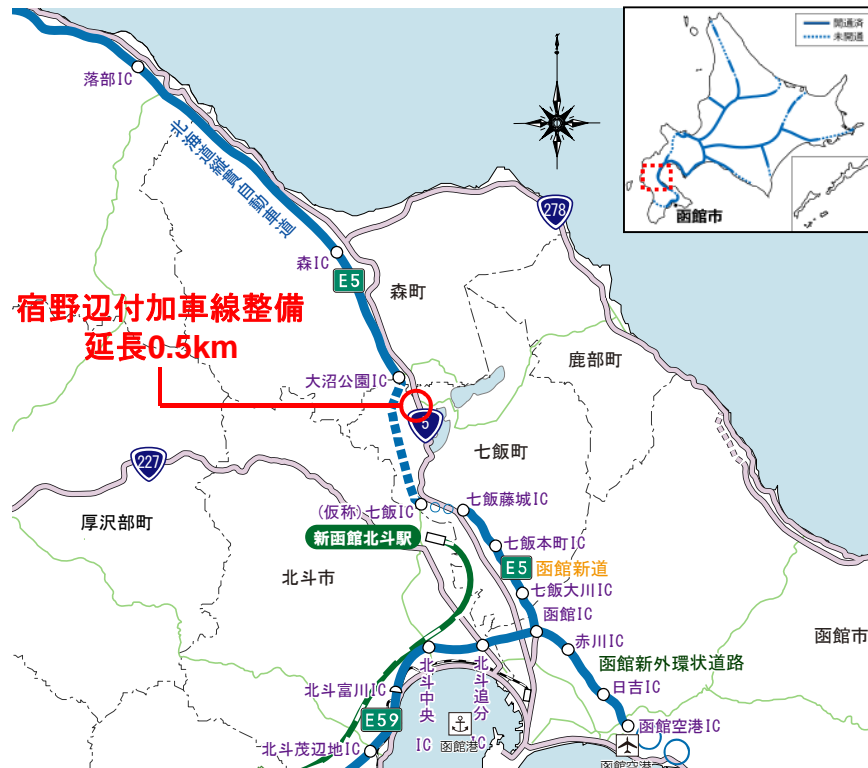 開通済
未開通
函館市
落部IC
北海道縦貫自動車道
278
森IC
E5
森町
宿野辺付加車線整備
延長0.5km
鹿部町
大沼公園IC
5
227
七飯町
厚沢部町
(仮称)七飯IC
七飯藤城IC
新函館北斗駅
七飯本町IC
E5
函館新道
北斗市
七飯大川IC
函館IC
函館市
赤川IC
函館新外環状道路
北斗中央IC
北斗追分IC
北斗富川IC
日吉IC
E59
函館港
函館空港IC
北斗茂辺地IC
函館空港